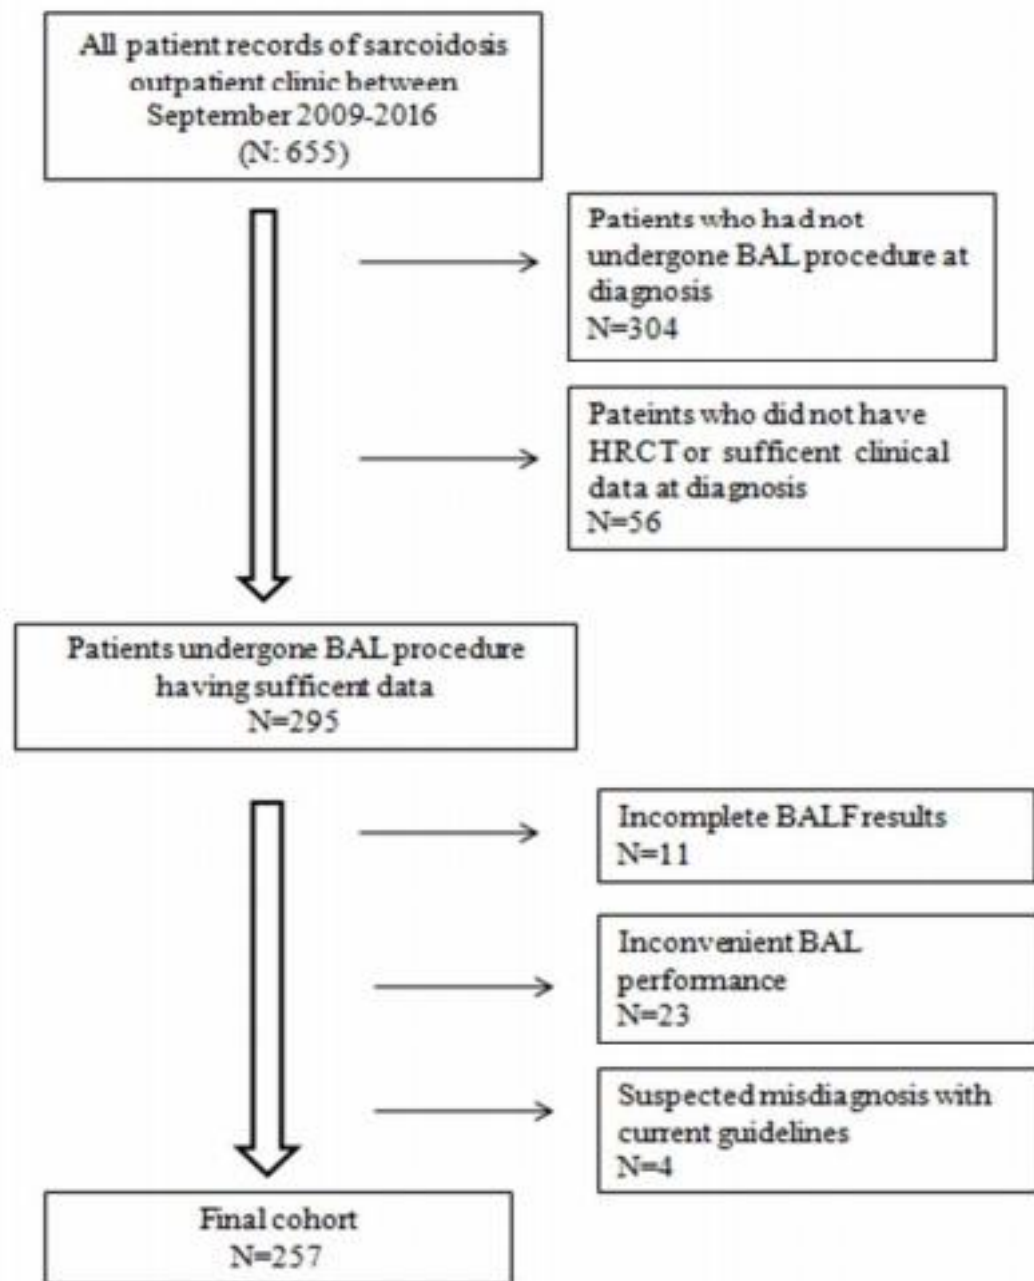 All patient records of sarcoidosis
outpatient clinic between
September 2009-2016
(N: 655)
Patients who had not
undergone BAL procedure at
diagnosis
N=304
Pateints who did not have
HRCT or sufficent clinical
data at diagnosis
N=56
Patients undergone BAL procedure
having sufficent data
N=295
Incomplete BALF results
N=11
Inconvenient BAL
performance
N=23
Suspected misdiagnosis with
current guidelines
N=4
Final cohort
N=257